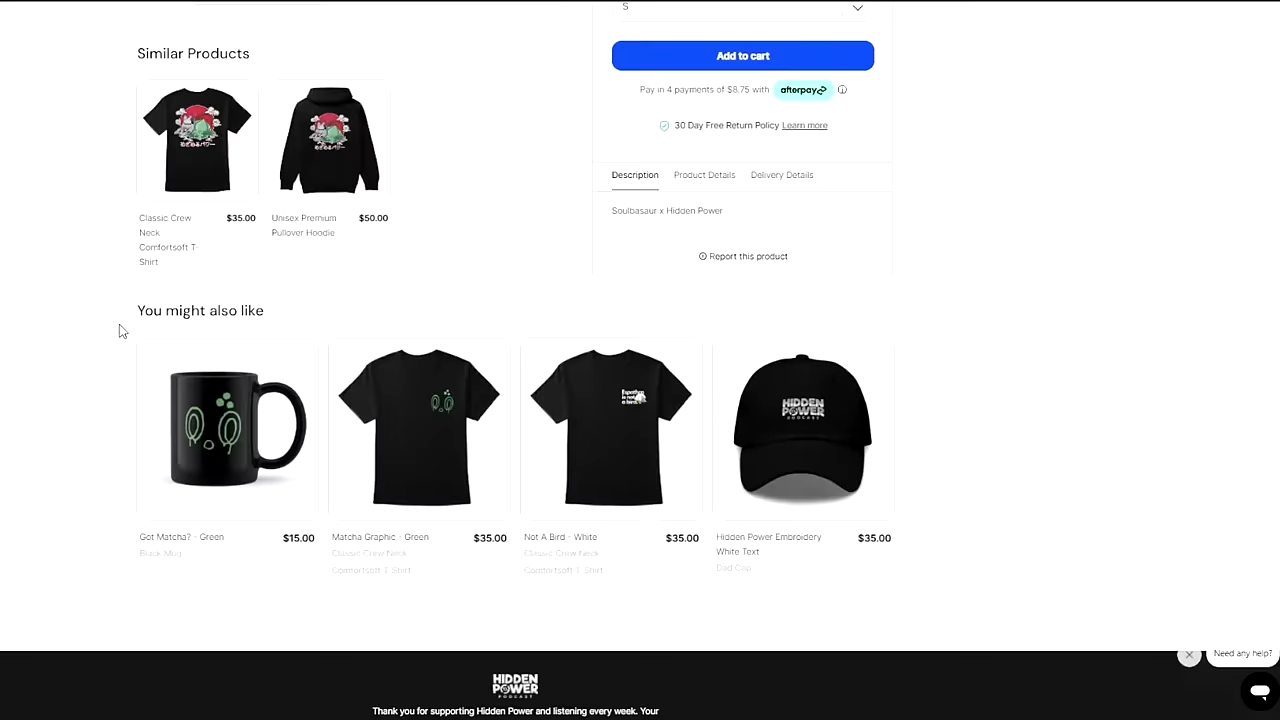 S
Similar Products
Add to cart
Pay in 4 payments of $8.75 with afterpay
30 Day Free Return Policy Learn more
Description Product Details Delivery Details
Soulbasaur x Hidden Power
Report this product
Classic Crew
Neck
Comfortsoft T-
Shirt
$35.00
Unisex Premium
Pullover Hoodie
$50.00
You might also like
HIDDEN
POWER
PODCAST
Got Matcha? - Green
Black Mug
$15.00
Matcha Graphic - Green
Classic Crew Neck
Comfortsoft T-Shirt
$35.00
Not A Bird - White
Classic Crew Neck
Comfortsoft T-Shirt
$35.00
Hidden Power Embroidery
White Text
Dad Cap
$35.00
Need any help?
HIDDEN
POWER
PODCAST
Thank you for supporting Hidden Power and listening every week. Your